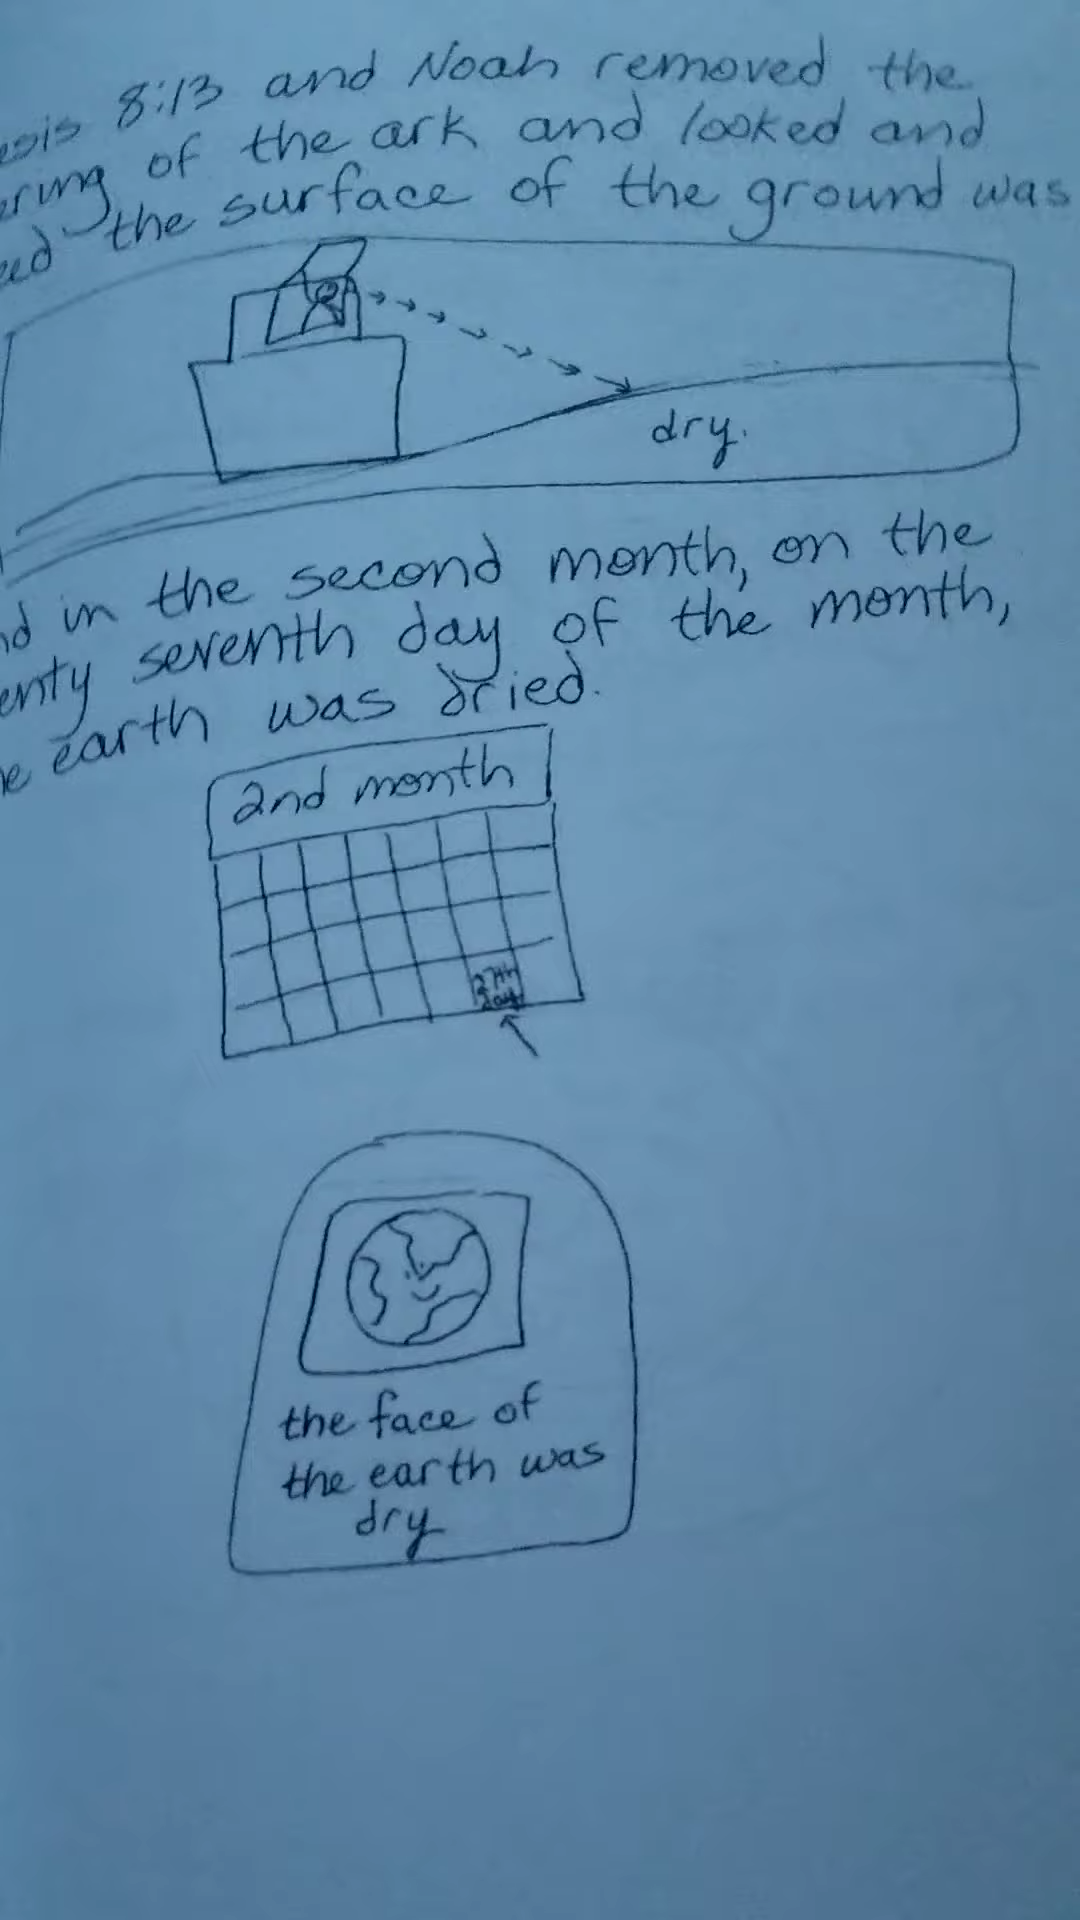 8:13 and Noah removed the
of the ark and looked and
the surface of the ground was
dry.
in the second month, on the
seventh day of the month,
earth was dried.
2nd month
27th
day
the face of
the earth was
dry